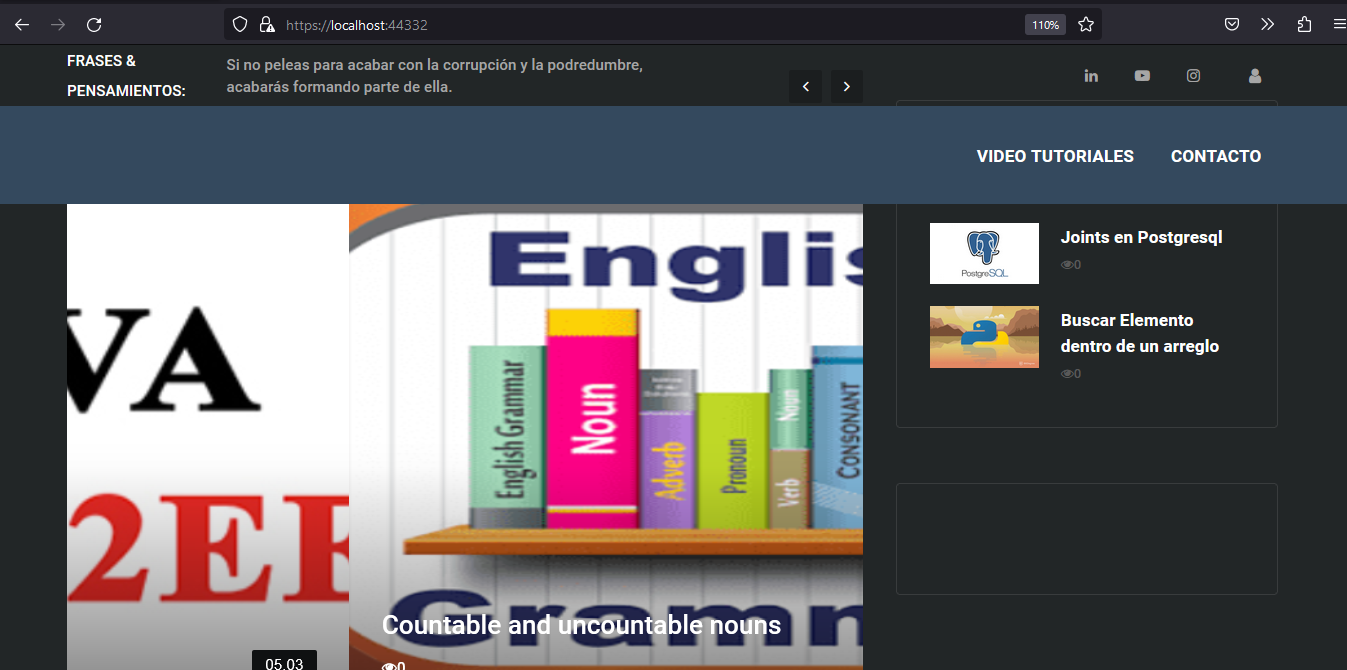 https://localhost:44332
110%
FRASES &
PENSAMIENTOS:
Si no peleas para acabar con la corrupción y la podredumbre,
acabarás formando parte de ella.
VIDEO TUTORIALES
CONTACTO
VA
2EE
English
English Grammar
Noun
Adverb
Pronoun
Noun
Verb
CONSONANT
Gramm
Countable and uncountable nouns
0
05.03
PostgreSQL
Joints en Postgresql
0
Buscar Elemento
dentro de un arreglo
0